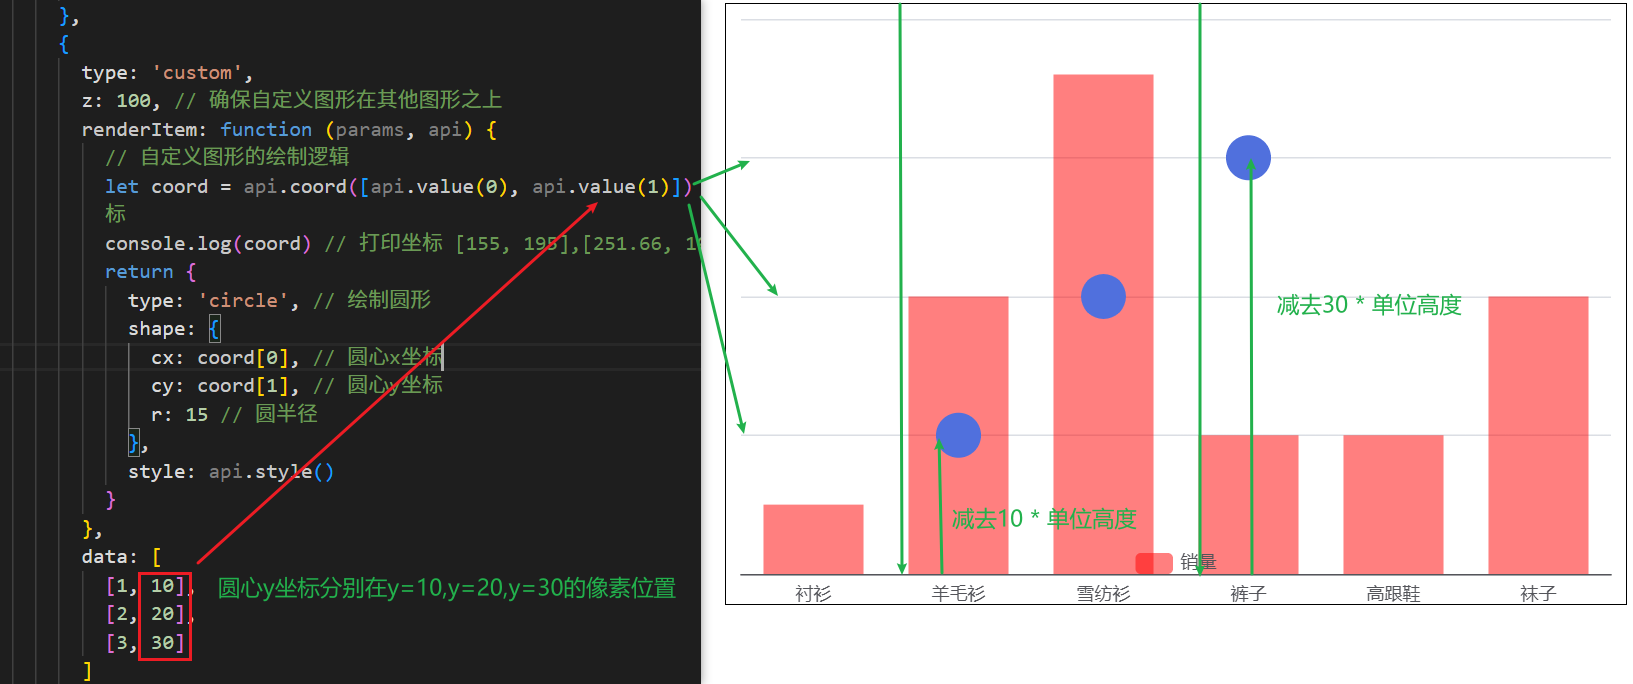 },
{
type: 'custom',
z: 100, // 确保自定义图形在其他图形之上
renderItem: function (params, api) {
// 自定义图形的绘制逻辑
let coord = api.coord([api.value(0), api.value(1)])
标
console.log(coord) // 打印坐标 [155, 195],[251.66, 1
return {
type: 'circle', // 绘制圆形
shape: {
cx: coord[0], // 圆心x坐标
cy: coord[1], // 圆心y坐标
r: 15 // 圆半径
},
style: api.style()
}
},
data: [
[1, 10],
[2, 20],
[3, 30]
]
圆心y坐标分别在y=10,y=20,y=30的像素位置
减去30 * 单位高度
减去10 * 单位高度
销量
衬衫 羊毛衫 雪纺衫 裤子 高跟鞋 袜子